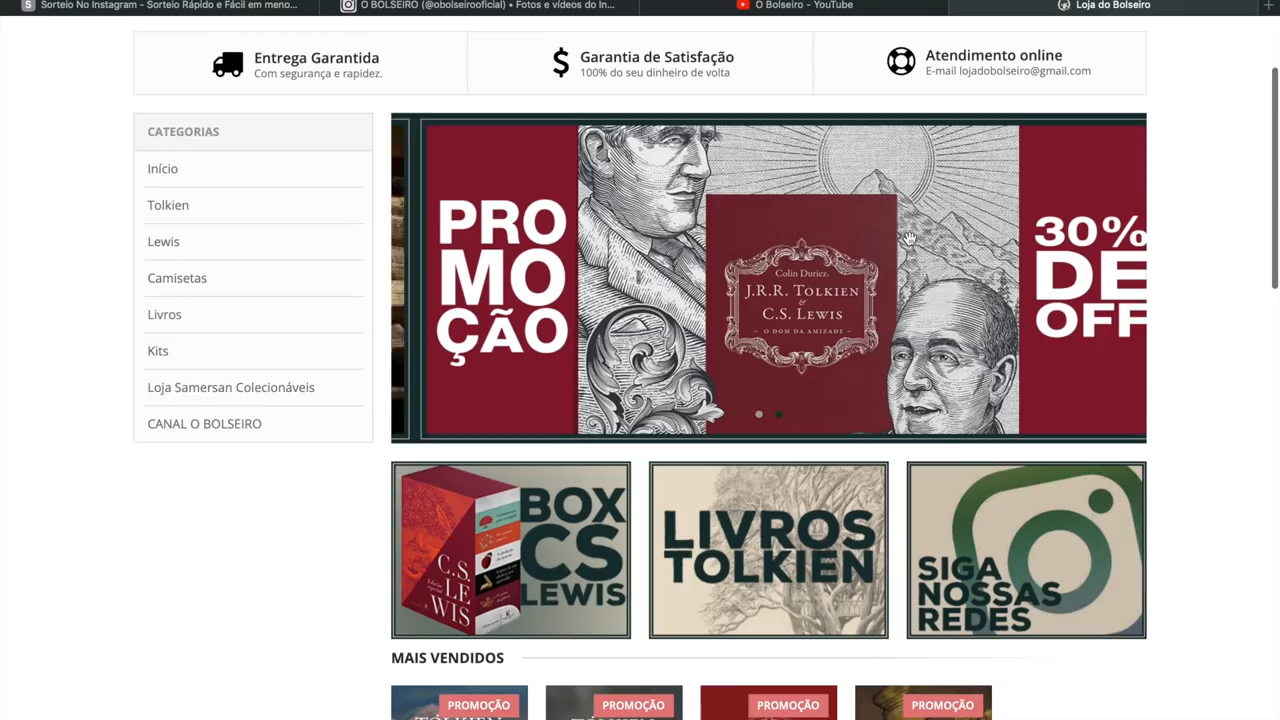 Sorteio No Instagram - Sorteio Rápido e Fácil em meno...
O BOLSEIRO (@obolseirooficial) • Fotos e vídeos do In...
O Bolseiro - YouTube
Loja do Bolseiro
Entrega Garantida
Com segurança e rapidez.
Garantia de Satisfação
100% do seu dinheiro de volta
Atendimento online
E-mail lojadobolseiro@gmail.com
CATEGORIAS
Início
Tolkien
Lewis
Camisetas
Livros
Kits
Loja Samersan Colecionáveis
CANAL O BOLSEIRO
PRO
MO
ÇÃO
Colin Duriez
J.R.R. TOLKIEN
&
C.S. LEWIS
O DOM DA AMIZADE
30%
DE
OFF
C.S.
LE
WIS
BOX
CS
LEWIS
LIVROS
TOLKIEN
SIGA
NOSSAS
REDES
MAIS VENDIDOS
PROMOÇÃO
PROMOÇÃO
PROMOÇÃO
PROMOÇÃO